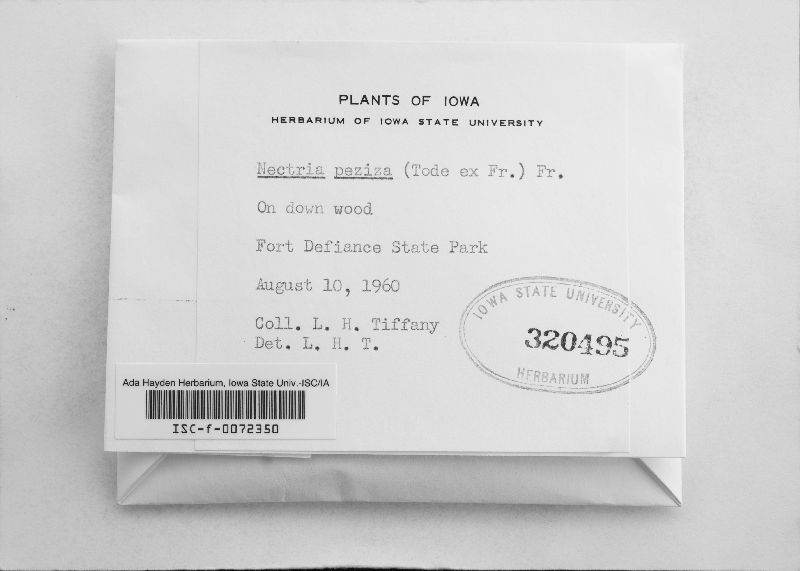 PLANTS OF IOWA
HERBARIUM OF IOWA STATE UNIVERSITY
Nectria peziza (Tode ex Fr.) Fr.
On down wood
Fort Defiance State Park
August 10, 1960
Coll. L. H. Tiffany
Det. L. H. T.
IOWA STATE UNIVERSITY
320495
HERBARIUM
Ada Hayden Herbarium, Iowa State Univ.-ISC/IA
ISC-f-0072350